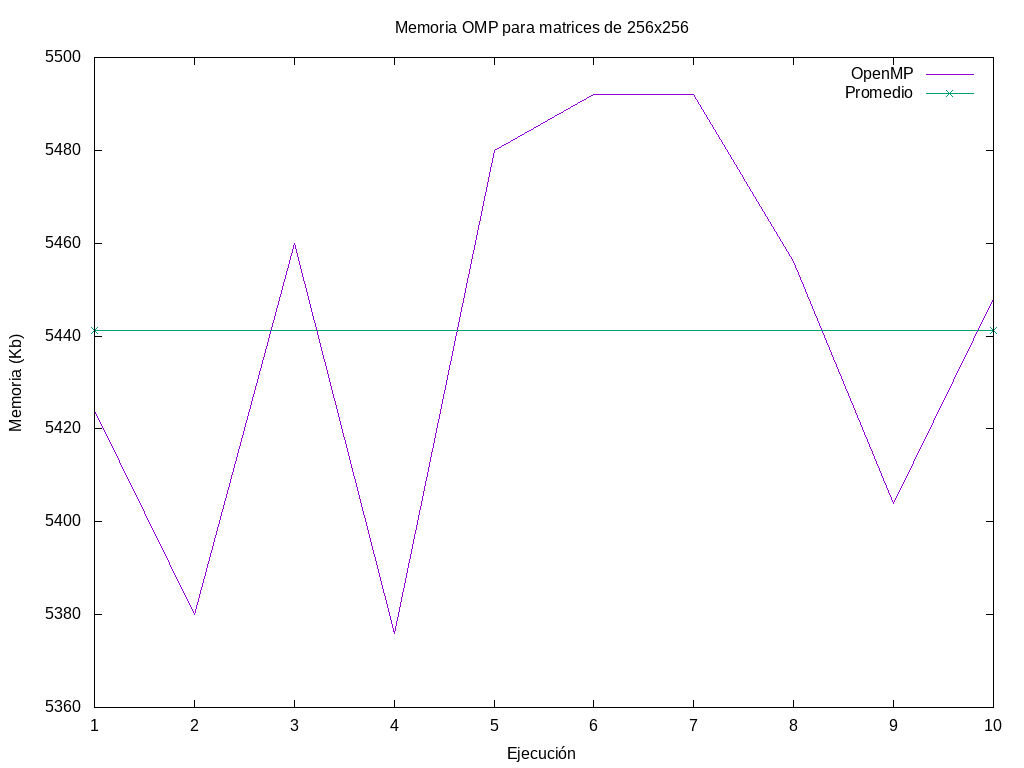 Memoria OMP para matrices de 256x256
5500
5480
5460
5440
5420
5400
5380
5360
Memoria (Kb)
OpenMP
Promedio
1 2 3 4 5 6 7 8 9 10
Ejecución